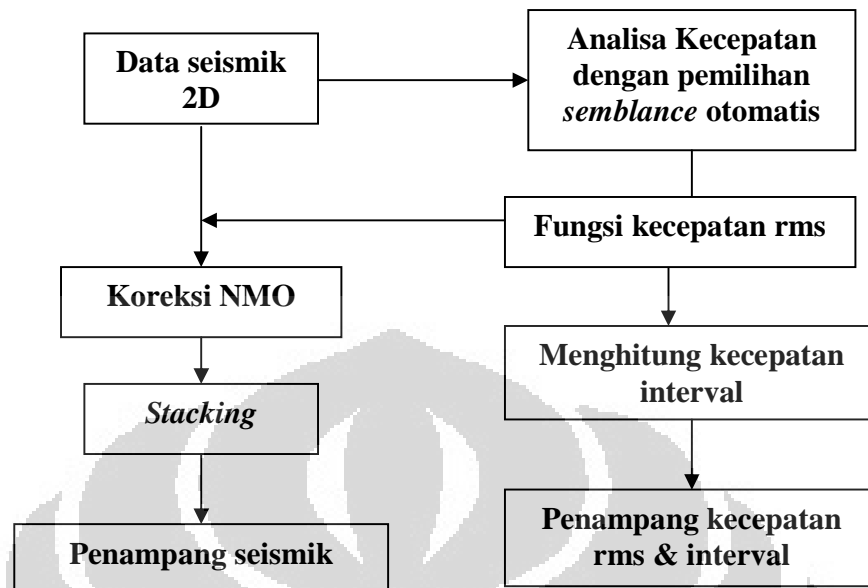 Data seismik
2D
Analisa Kecepatan
dengan pemilihan
semblance otomatis
Fungsi kecepatan rms
Koreksi NMO
Menghitung kecepatan
interval
Stacking
Penampang kecepatan
rms & interval
Penampang seismik